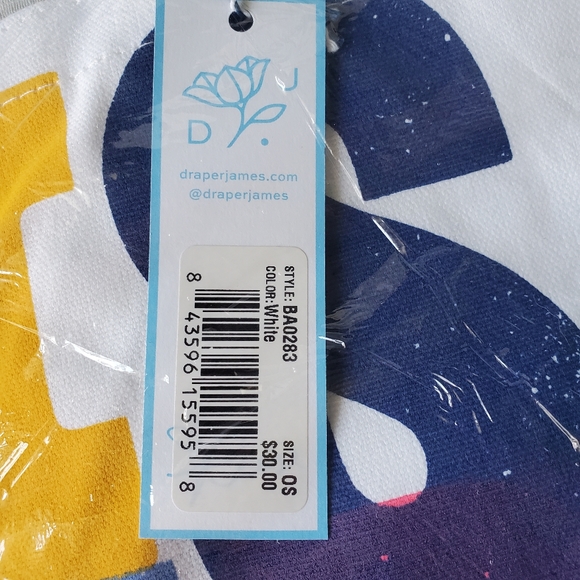 D J
draperjames.com
@draperjames
STYLE: BA0283
COLOR: White
SIZE: OS
$30.00
8 43596 15595 8